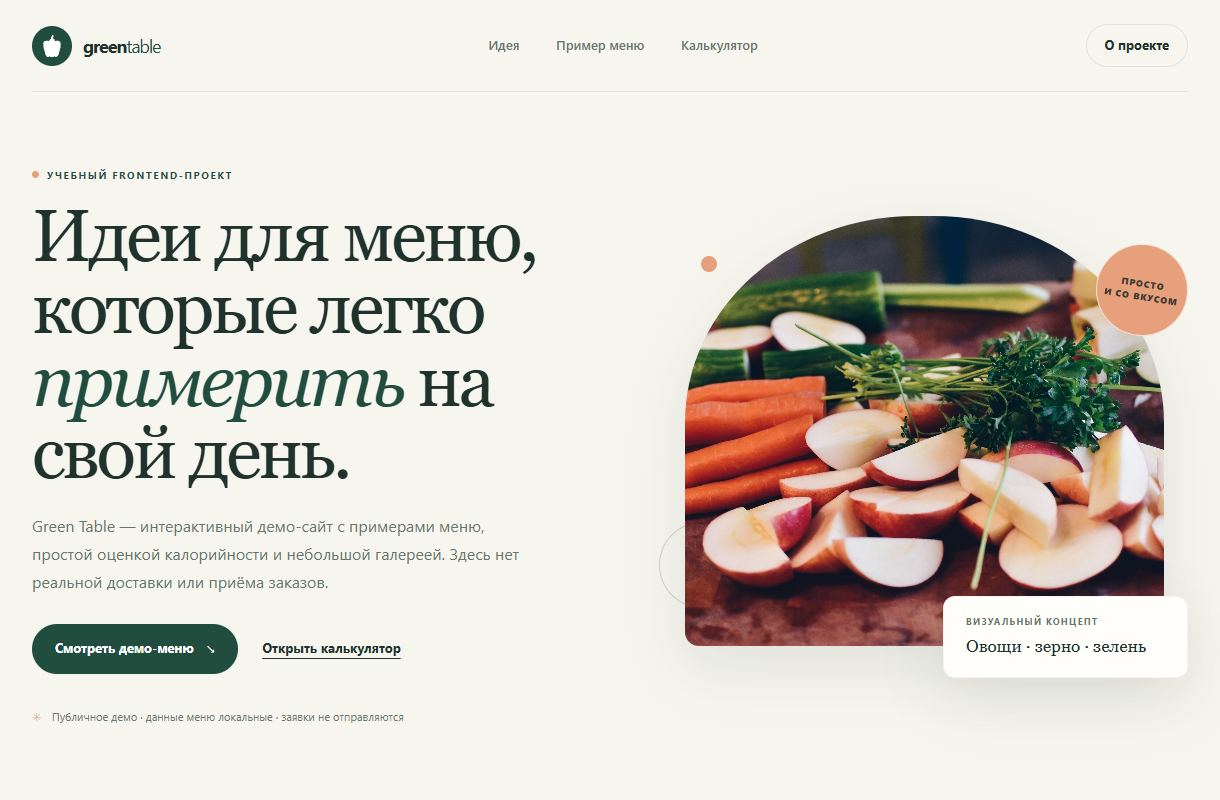 greentable
Идея
Пример меню
Калькулятор
О проекте
УЧЕБНЫЙ FRONTEND-ПРОЕКТ
Идеи для меню,
которые легко
примерить на
свой день.
Green Table — интерактивный демо-сайт с примерами меню,
простой оценкой калорийности и небольшой галереей. Здесь нет
реальной доставки или приёма заказов.
Смотреть демо-меню ↘
Открыть калькулятор
✳ Публичное демо · данные меню локальные · заявки не отправляются
ПРОСТО
И СО ВКУСОМ
ВИЗУАЛЬНЫЙ КОНЦЕПТ
Овощи · зерно · зелень